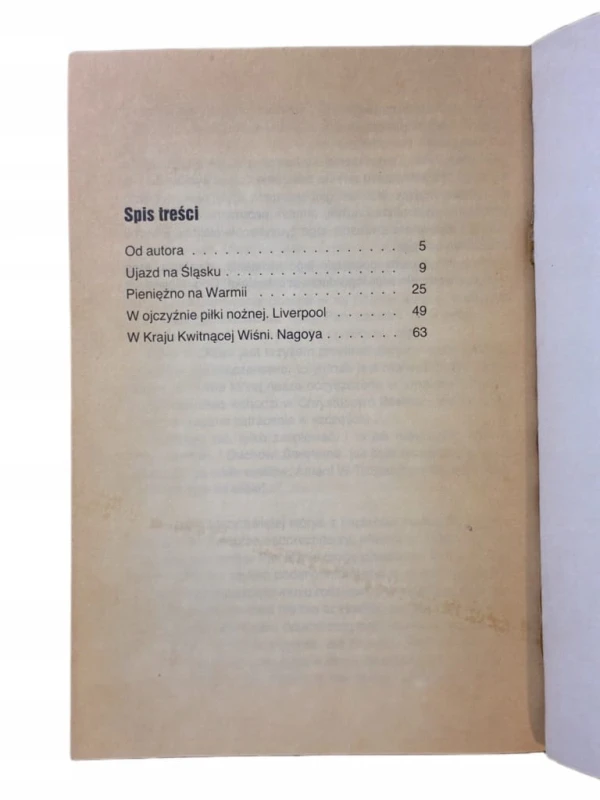 Spis treści
Od autora . . . . . . . . . . . . . . . . . . . 5
Ujazd na Śląsku . . . . . . . . . . . . . . . . 9
Pieniężno na Warmii . . . . . . . . . . . . . 25
W ojczyźnie piłki nożnej. Liverpool . . . . . . 49
W Kraju Kwitnącej Wiśni. Nagoya . . . . . . . 63